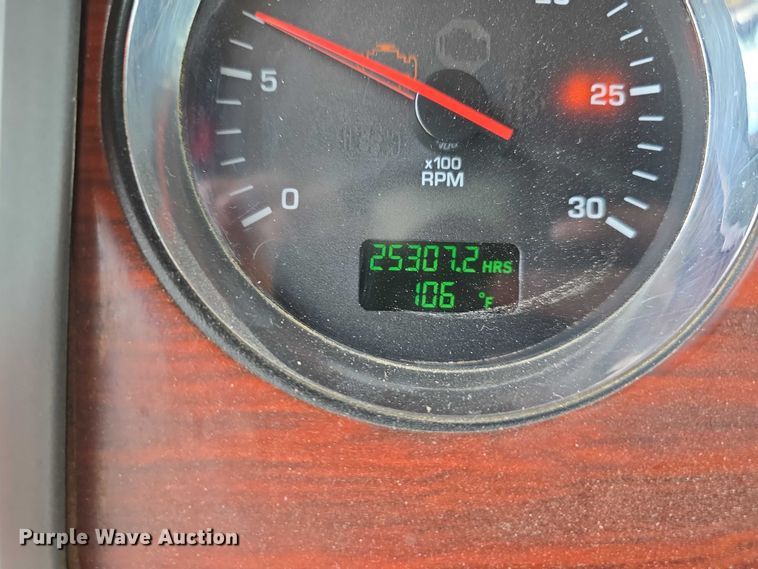 5
25
0
x100
RPM
30
25307.2 HRS
106 °F
Purple Wave Auction